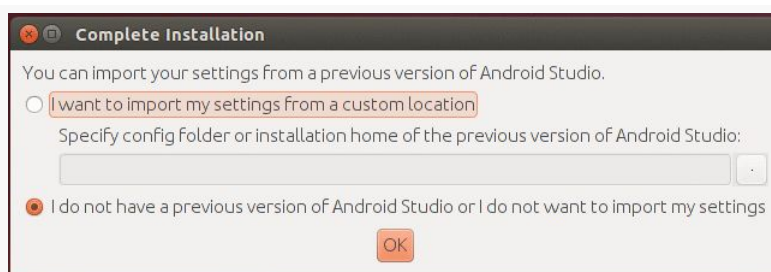 Complete Installation
You can import your settings from a previous version of Android Studio.
I want to import my settings from a custom location
Specify config folder or installation home of the previous version of Android Studio:
.
I do not have a previous version of Android Studio or I do not want to import my settings
OK